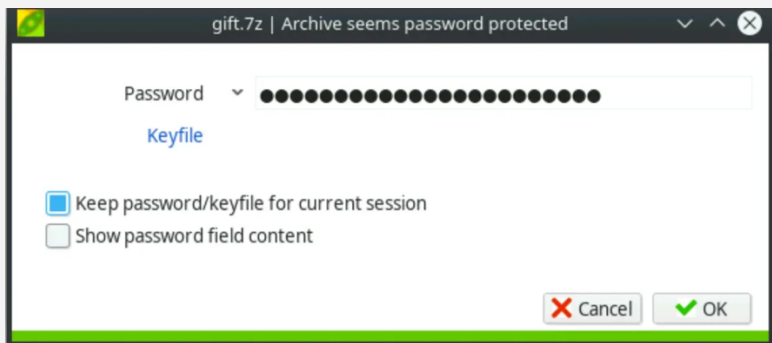 gift.7z | Archive seems password protected
Password ●●●●●●●●●●●●●●●●●●●●●●●
Keyfile
Keep password/keyfile for current session
Show password field content
Cancel OK